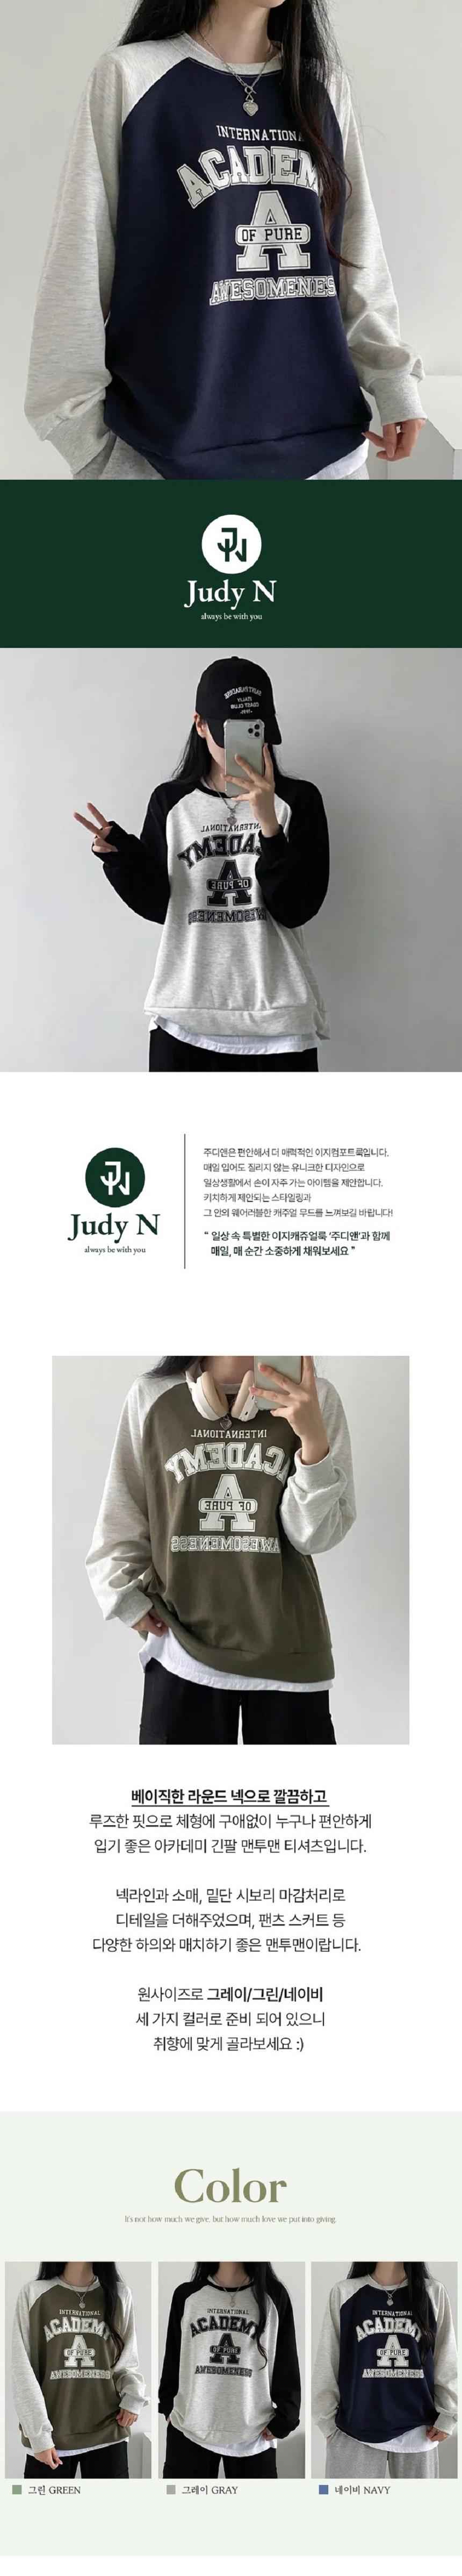 INTERNATION
ACADEM
A
OF PURE
AWESOMENES
JN
Judy N
always be with you
INTERNATIONAL
ACADEMY
A
OF PURE
AWESOMENESS
JN
Judy N
always be with you
주디앤은 편안해서 더 매력적인 이지컴포트룩입니다.
매일 입어도 질리지 않는 유니크한 디자인으로
일상생활에서 손이 자주 가는 아이템을 제안합니다.
키치하게 제안되는 스타일링과
그 안의 웨어러블한 캐주얼 무드를 느껴보길 바랍니다!
“ 일상 속 특별한 이지캐쥬얼룩 ‘주디앤’과 함께
매일, 매 순간 소중하게 채워보세요 ”
INTERNATIONAL
ACADEMY
A
OF PURE
AWESOMENESS
베이직한 라운드 넥으로 깔끔하고
루즈한 핏으로 체형에 구애없이 누구나 편안하게
입기 좋은 아카데미 긴팔 맨투맨 티셔츠입니다.
넥라인과 소매, 밑단 시보리 마감처리로
디테일을 더해주었으며, 팬츠 스커트 등
다양한 하의와 매치하기 좋은 맨투맨이랍니다.
원사이즈로 그레이/그린/네이비
세 가지 컬러로 준비 되어 있으니
취향에 맞게 골라보세요 :)
Color
It's not how much we give, but how much love we put into giving.
INTERNATIONAL
ACADEMY
A
OF PURE
AWESOMENESS
INTERNATIONAL
ACADEMY
A
OF PURE
AWESOMENESS
INTERNATIONAL
ACADEMY
A
OF PURE
AWESOMENESS
그린 GREEN
그레이 GRAY
네이비 NAVY